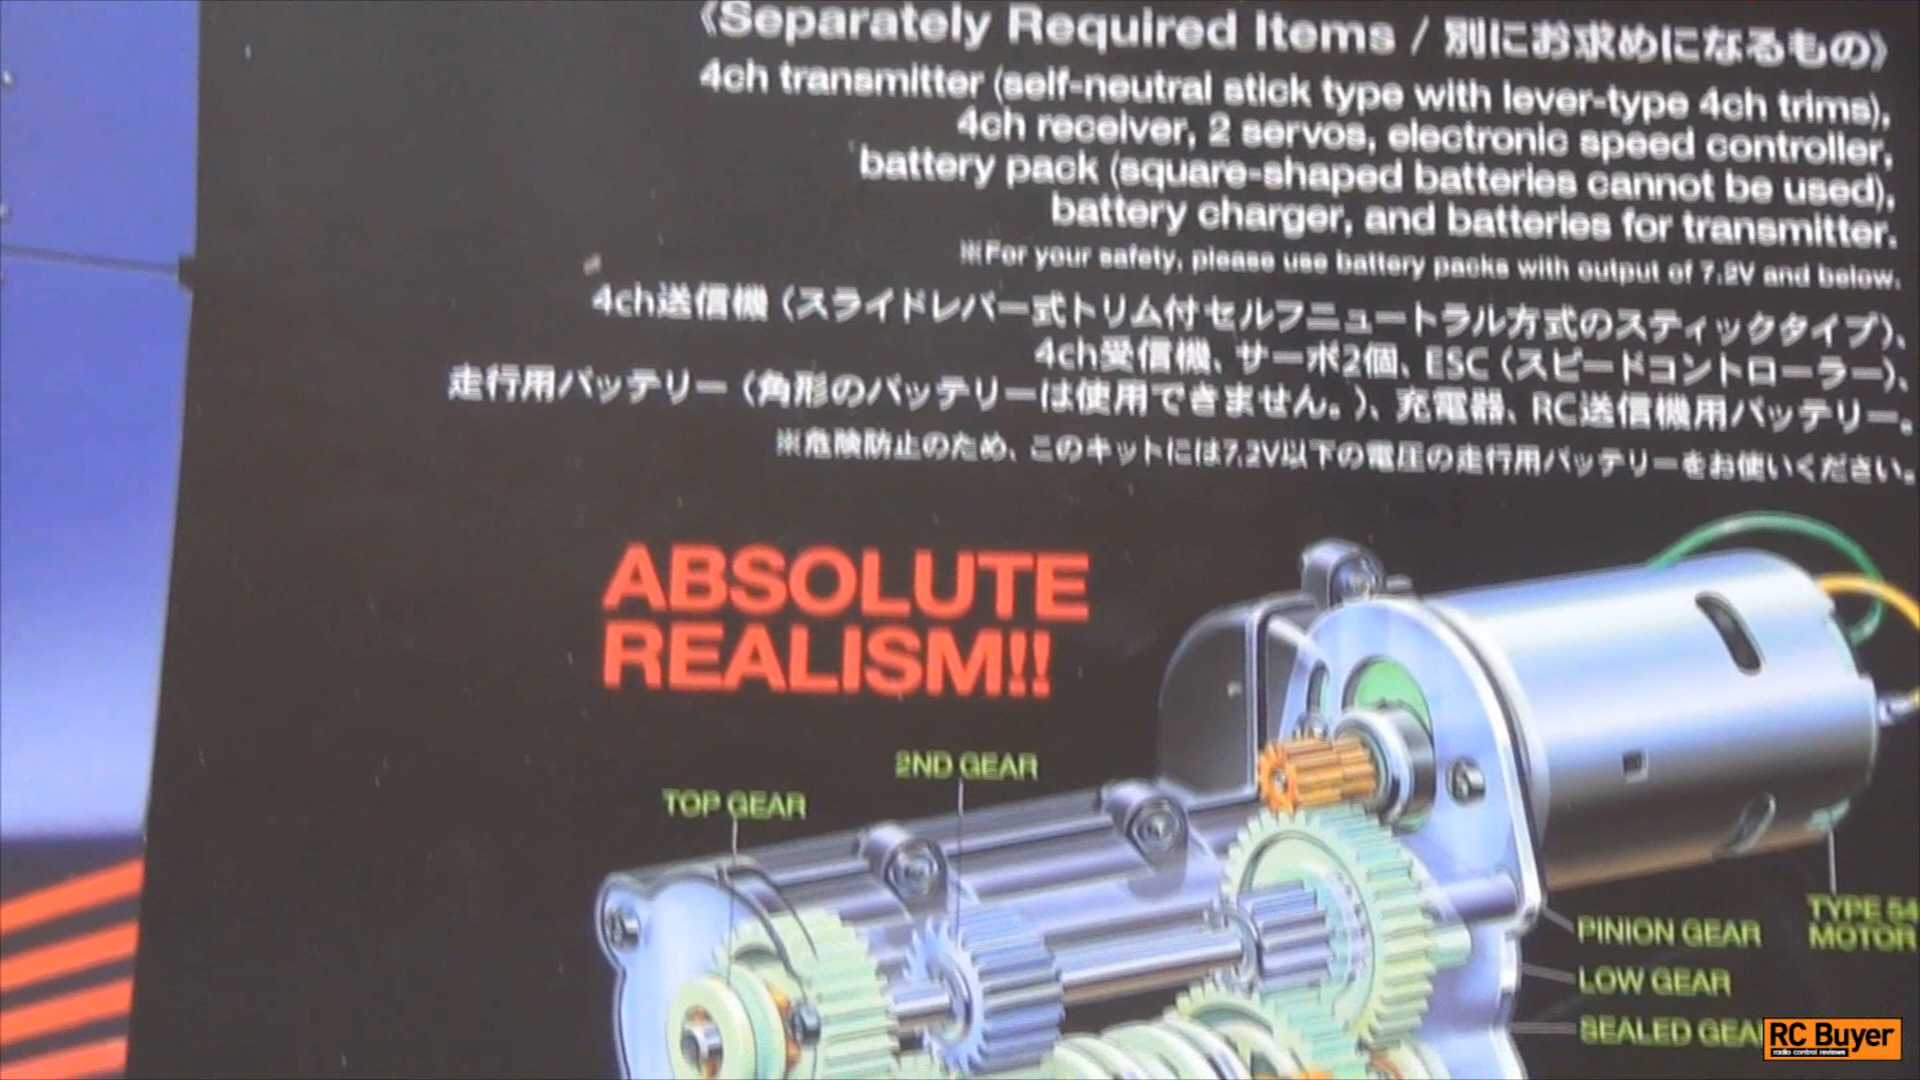 《Separately Required Items / 別にお求めになるもの》
4ch transmitter (self-neutral stick type with lever-type 4ch trims),
4ch receiver, 2 servos, electronic speed controller,
battery pack (square-shaped batteries cannot be used),
battery charger, and batteries for transmitter.
※For your safety, please use battery packs with output of 7.2V and below.
4ch送信機（スライドレバー式トリム付セルフニュートラル方式のスティックタイプ）、
4ch受信機、サーボ2個、ESC（スピードコントローラー）、
走行用バッテリー（角形のバッテリーは使用できません。）、充電器、RC送信機用バッテリー。
※危険防止のため、このキットには7.2V以下の電圧の走行用バッテリーをお使いください。
ABSOLUTE
REALISM!!
2ND GEAR
TOP GEAR
TYPE 54
MOTOR
PINION GEAR
LOW GEAR
SEALED GEA
RC Buyer
radio control reviews